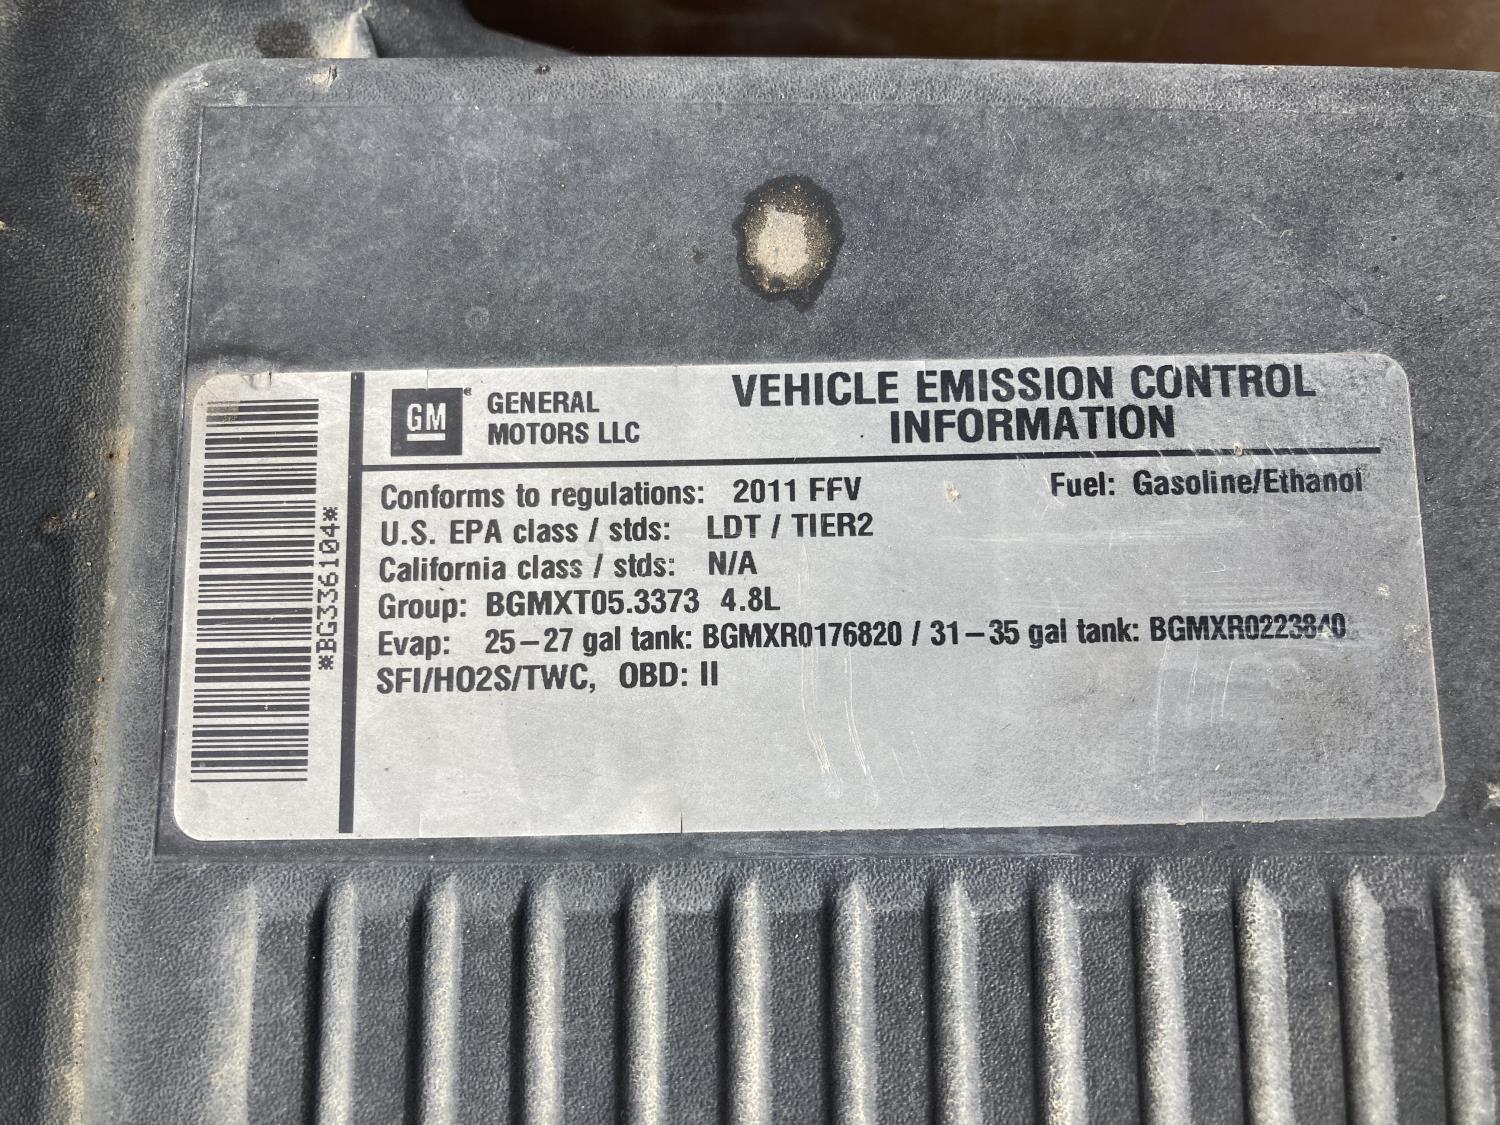 *BG336104*
GM
GENERAL
MOTORS LLC
VEHICLE EMISSION CONTROL
INFORMATION
Conforms to regulations: 2011 FFV
Fuel: Gasoline/Ethanol
U.S. EPA class / stds: LDT / TIER2
California class / stds: N/A
Group: BGMXT05.3373 4.8L
Evap: 25–27 gal tank: BGMXR0176820 / 31–35 gal tank: BGMXR0223840
SFI/HO2S/TWC, OBD: II